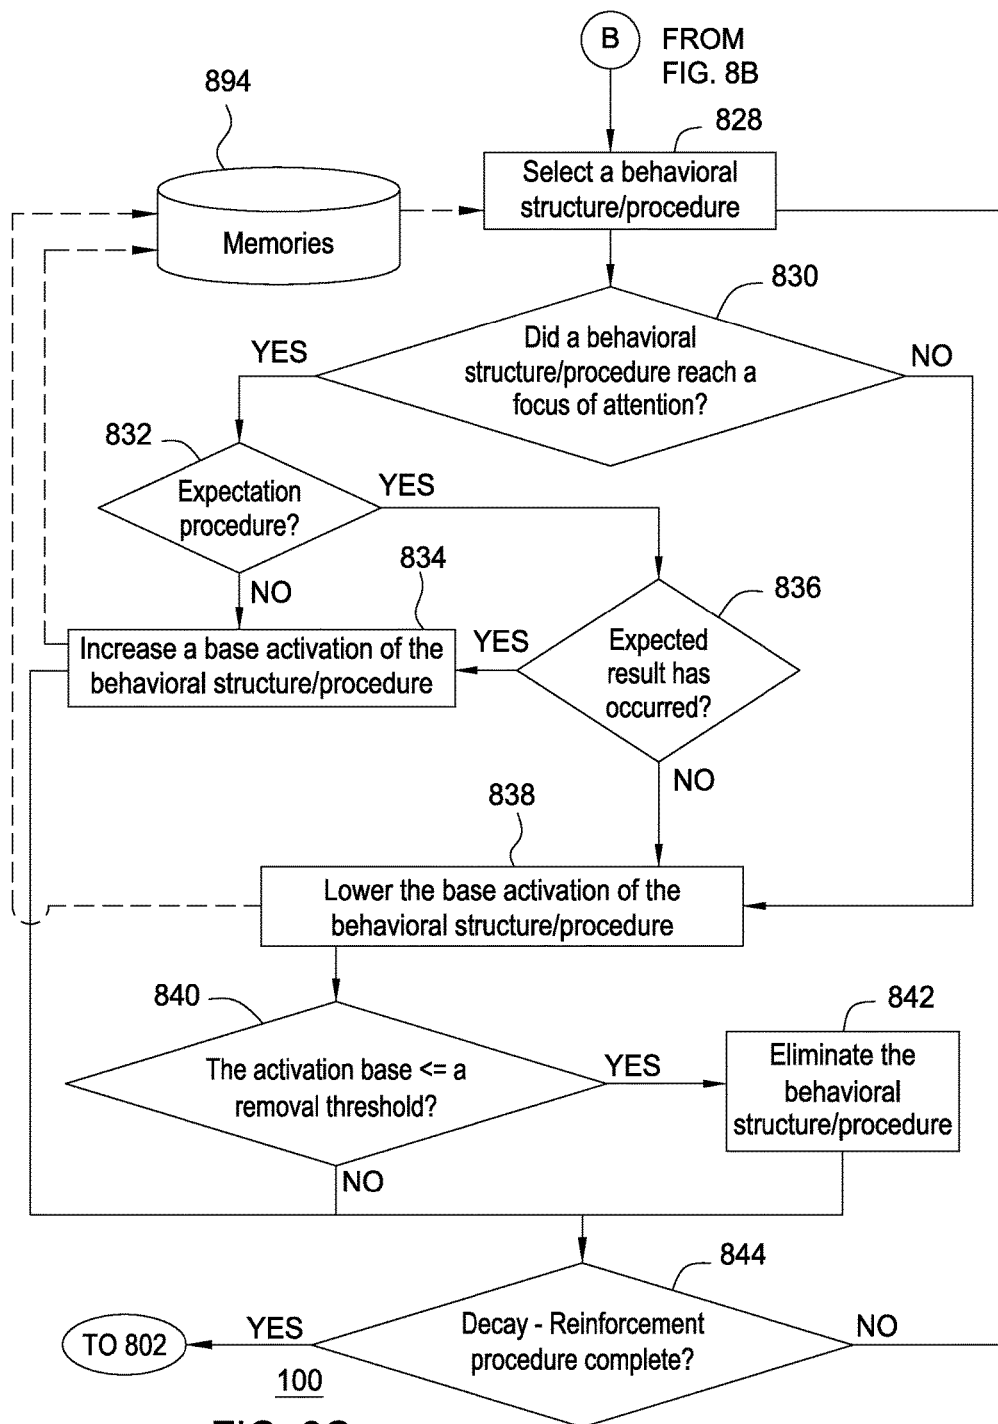 B
FROM
FIG. 8B
894
828
Select a behavioral
structure/procedure
Memories
830
Did a behavioral
structure/procedure reach a
focus of attention?
YES
NO
832
Expectation
procedure?
YES
834
NO
836
Increase a base activation of the
behavioral structure/procedure
YES
Expected
result has
occurred?
NO
838
Lower the base activation of the
behavioral structure/procedure
840
842
The activation base <= a
removal threshold?
YES
Eliminate the
behavioral
structure/procedure
NO
844
Decay - Reinforcement
procedure complete?
YES
NO
TO 802
100